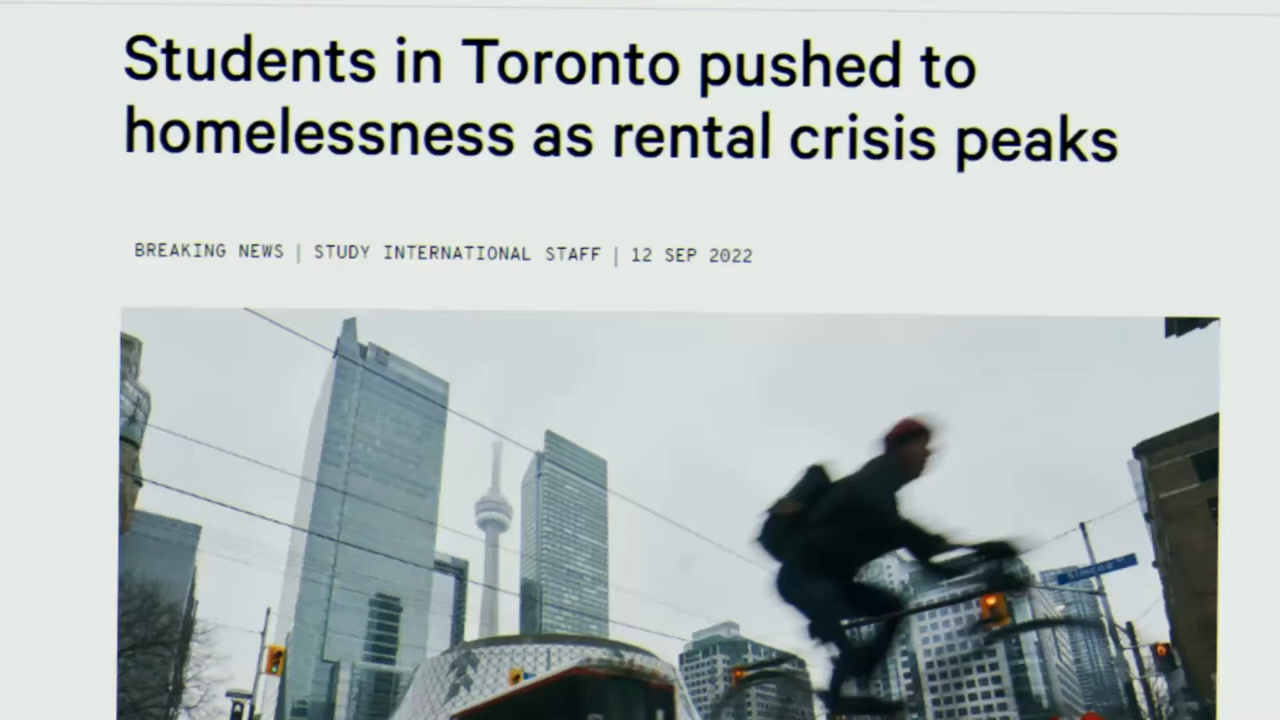 Students in Toronto pushed to
homelessness as rental crisis peaks
BREAKING NEWS | STUDY INTERNATIONAL STAFF | 12 SEP 2022
Simcoe